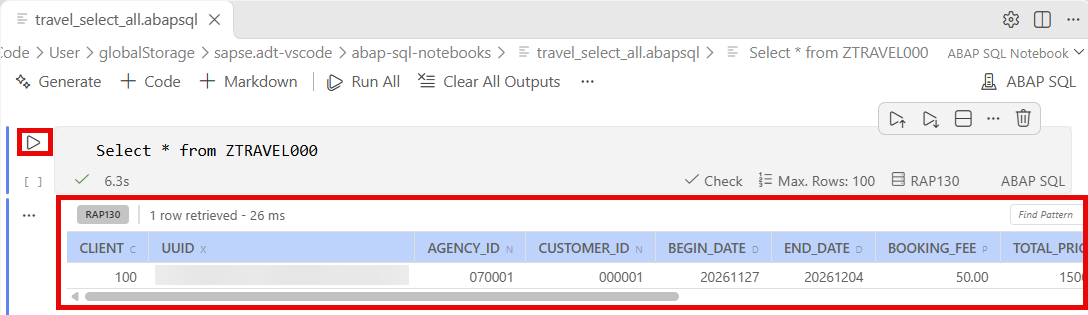 travel_select_all.abapsql
Code > User > globalStorage > sapse.adt-vscode > abap-sql-notebooks > travel_select_all.abapsql > Select * from ZTRAVEL000 ABAP SQL Notebook
Generate + Code + Markdown Run All Clear All Outputs ... ABAP SQL
...
Select * from ZTRAVEL000
[ ] 6.3s Check Max. Rows: 100 RAP130 ABAP SQL
... RAP130 1 row retrieved - 26 ms Find Pattern
CLIENT C UUID X AGENCY_ID N CUSTOMER_ID N BEGIN_DATE D END_DATE D BOOKING_FEE P TOTAL_PRIC
100 070001 000001 20261127 20261204 50.00 1500